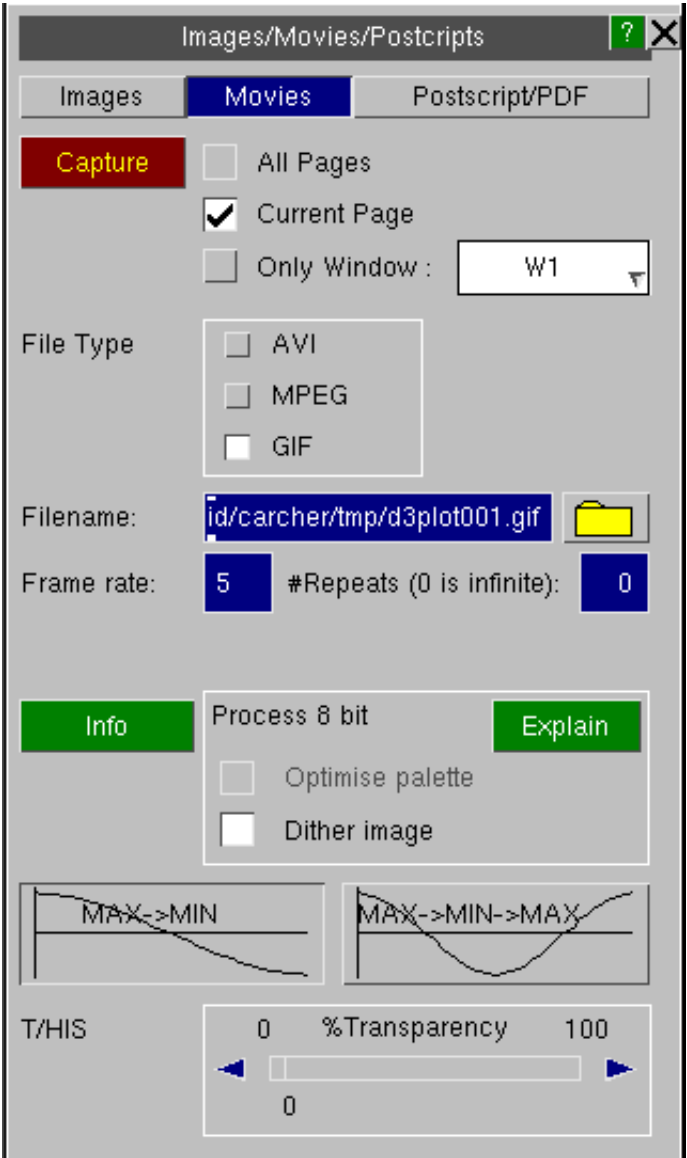 Images/Movies/Postcripts ?
Images Movies Postscript/PDF
Capture All Pages
Current Page
Only Window : W1
File Type AVI
MPEG
GIF
Filename: id/carcher/tmp/d3plot001.gif
Frame rate: 5 #Repeats (0 is infinite): 0
Info Process 8 bit Explain
Optimise palette
Dither image
MAX->MIN MAX->MIN->MAX
T/HIS 0 %Transparency 100
0